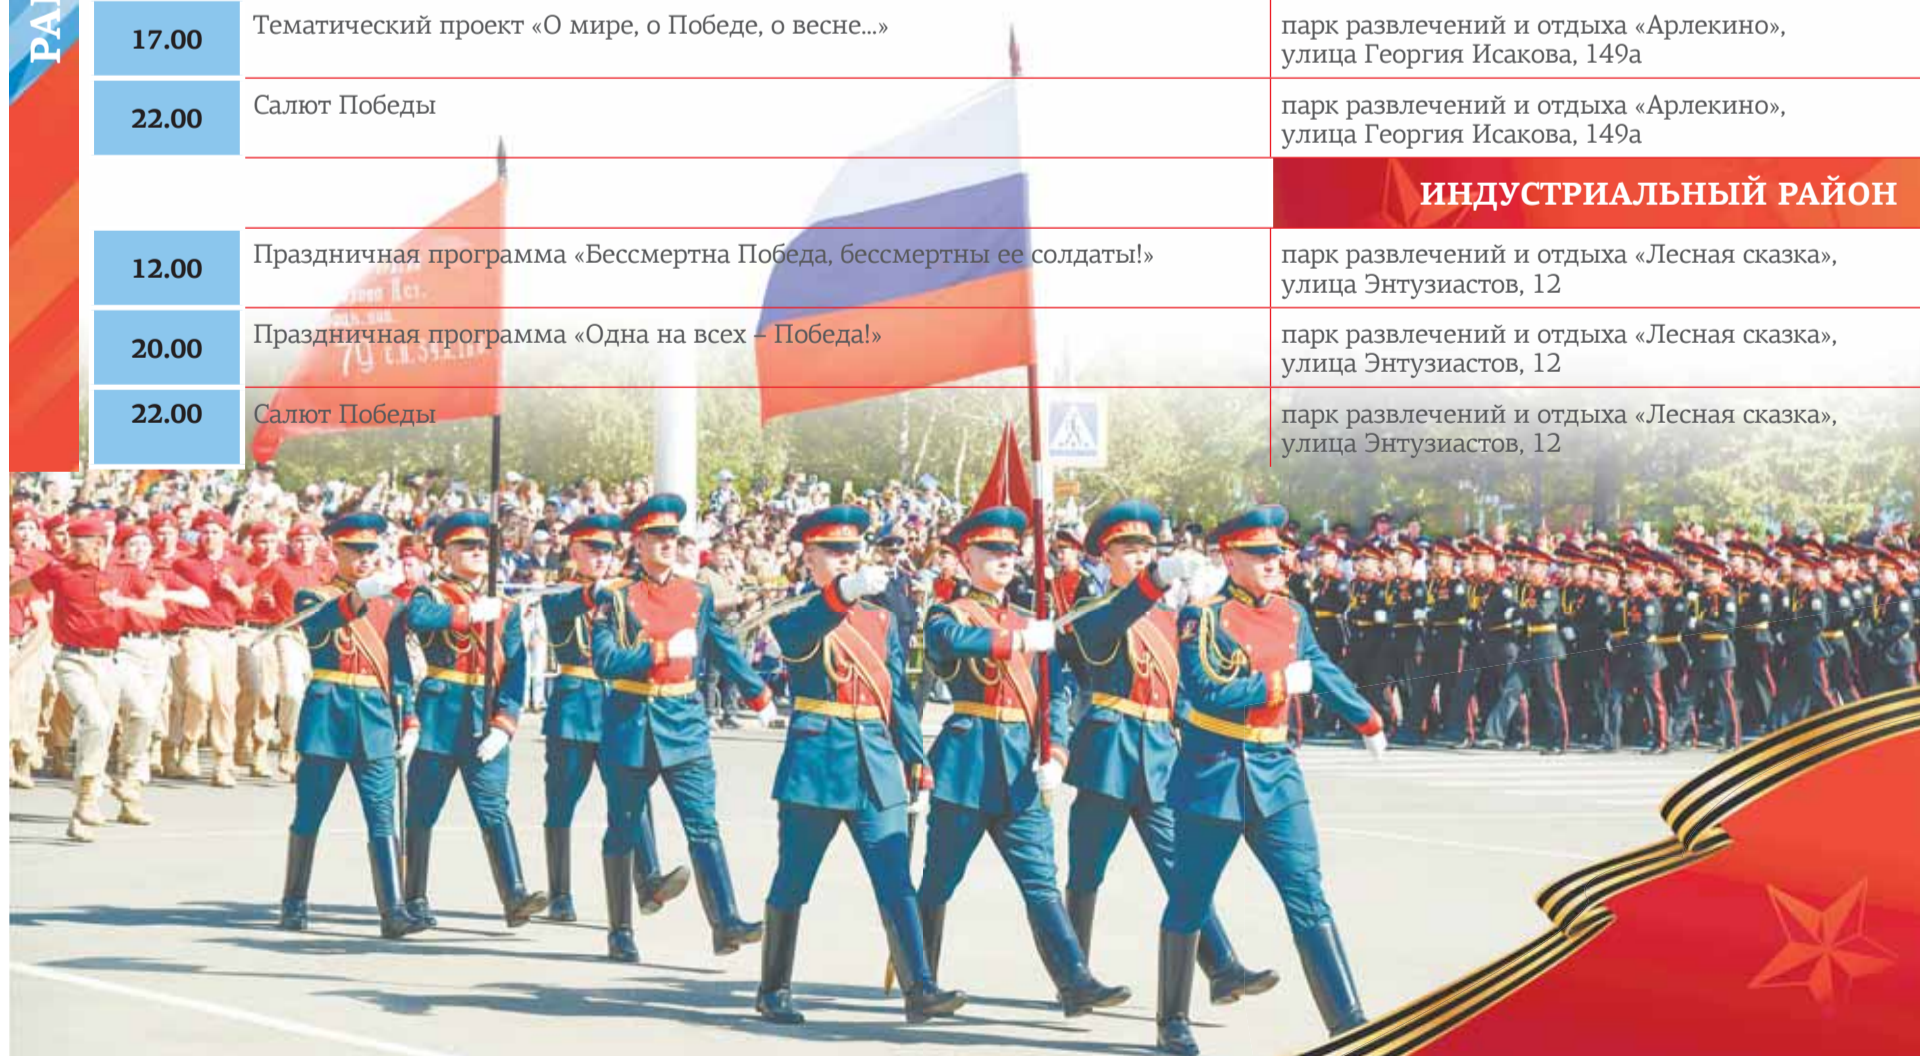 РА
17.00
Тематический проект «О мире, о Победе, о весне...»
парк развлечений и отдыха «Арлекино»,
улица Георгия Исакова, 149а
22.00
Салют Победы
парк развлечений и отдыха «Арлекино»,
улица Георгия Исакова, 149а
ИНДУСТРИАЛЬНЫЙ РАЙОН
12.00
Праздничная программа «Бессмертна Победа, бессмертны ее солдаты!»
парк развлечений и отдыха «Лесная сказка»,
улица Энтузиастов, 12
20.00
Праздничная программа «Одна на всех – Победа!»
парк развлечений и отдыха «Лесная сказка»,
улица Энтузиастов, 12
22.00
Салют Победы
парк развлечений и отдыха «Лесная сказка»,
улица Энтузиастов, 12